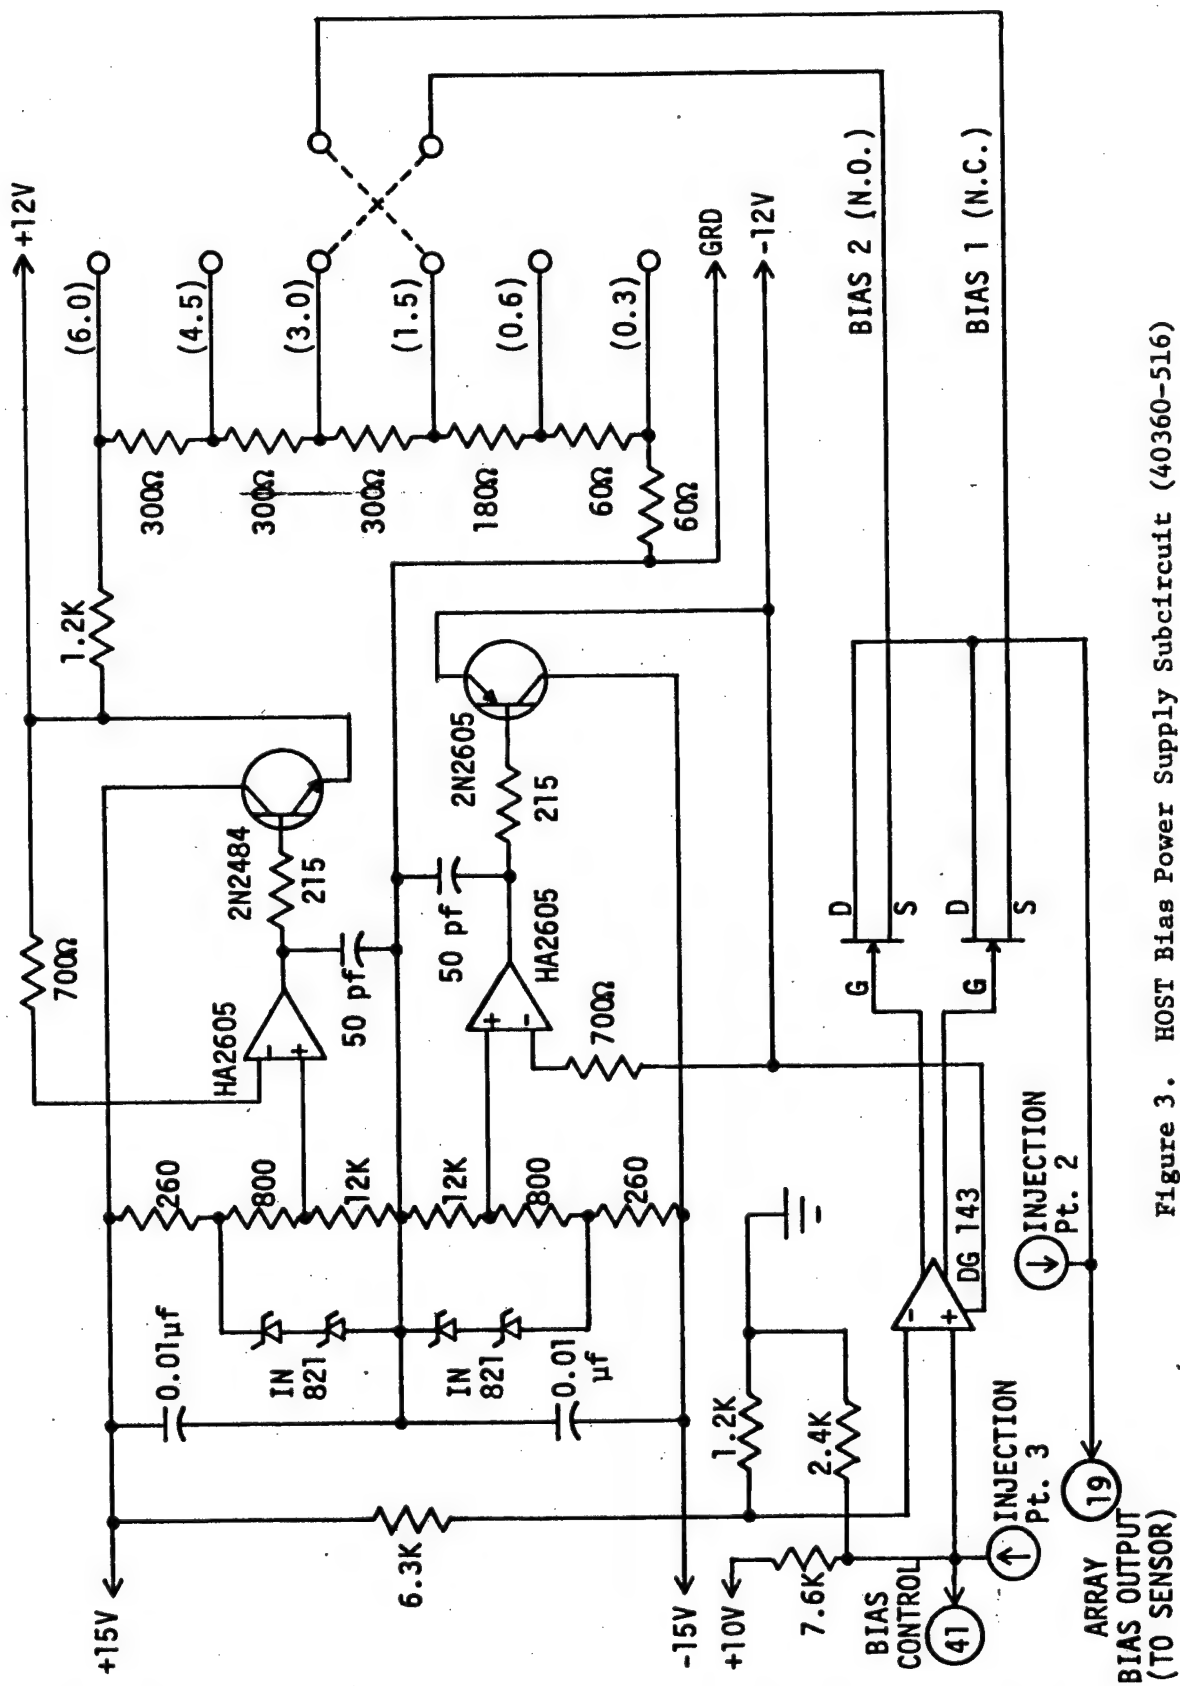 +12V
(6.0)
(4.5)
(3.0)
(1.5)
(0.6)
(0.3)
GRD
-12V
BIAS 2 (N.O.)
BIAS 1 (N.C.)
300Ω
300Ω
300Ω
180Ω
60Ω
60Ω
1.2K
700Ω
2N2484
215
HA2605
50 pf
2N2605
215
50 pf
HA2605
700Ω
260
800
12K
12K
800
260
0.01μf
IN
821
IN
821
0.01
μf
+15V
6.3K
-15V
1.2K
2.4K
+10V
7.6K
BIAS
CONTROL
41
INJECTION
Pt. 3
-
+
-
+
-
+
DG 143
G
D
S
G
D
S
INJECTION
Pt. 2
19
ARRAY
BIAS OUTPUT
(TO SENSOR)
Figure 3. HOST Bias Power Supply Subcircuit (40360-516)